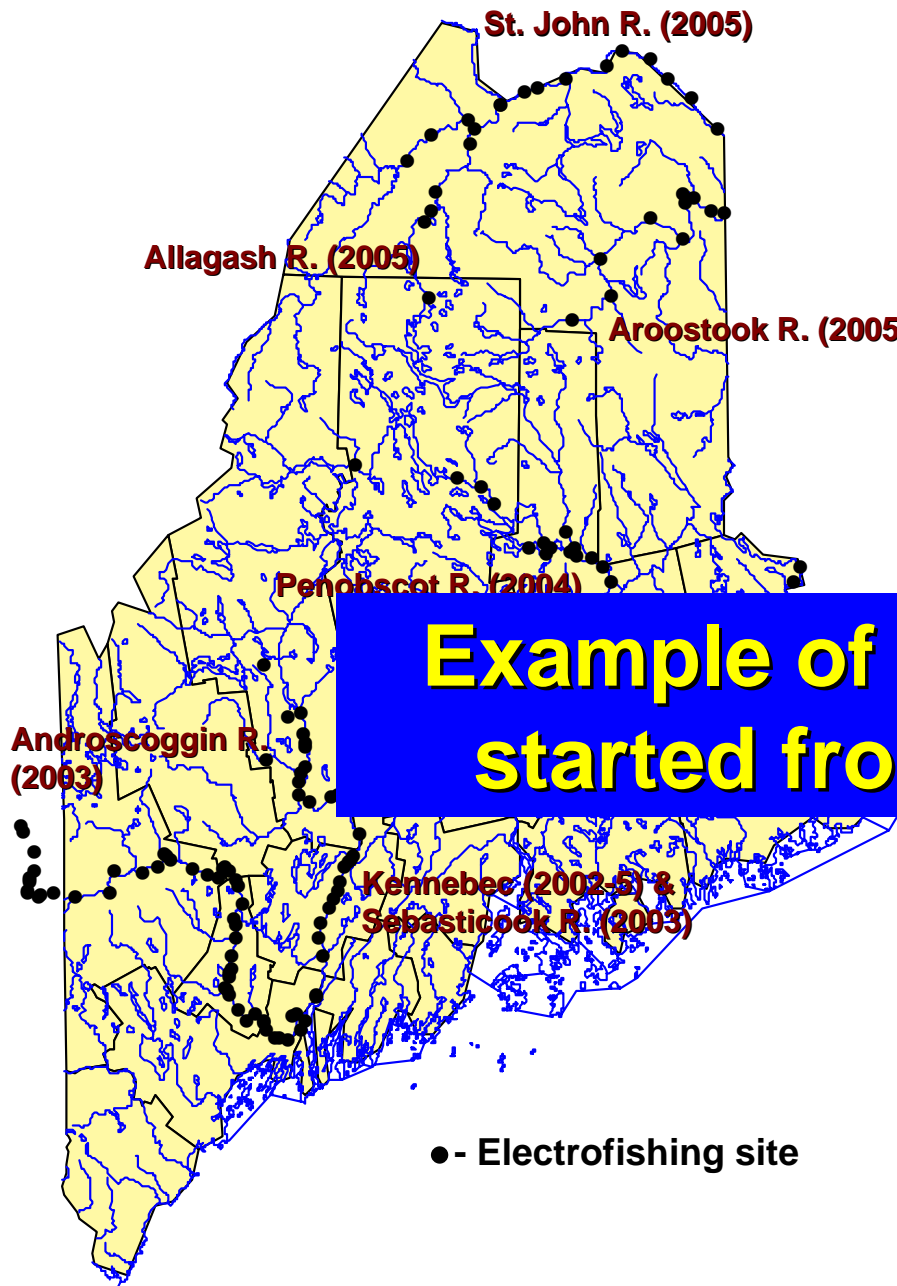 St. John R. (2005)
Allagash R. (2005)
Aroostook R. (2005
Penobscot R. (2004)
Example of
started fro
Androscoggin R.
(2003)
Kennebec (2002-5) &
Sebasticook R. (2003)
- Electrofishing site